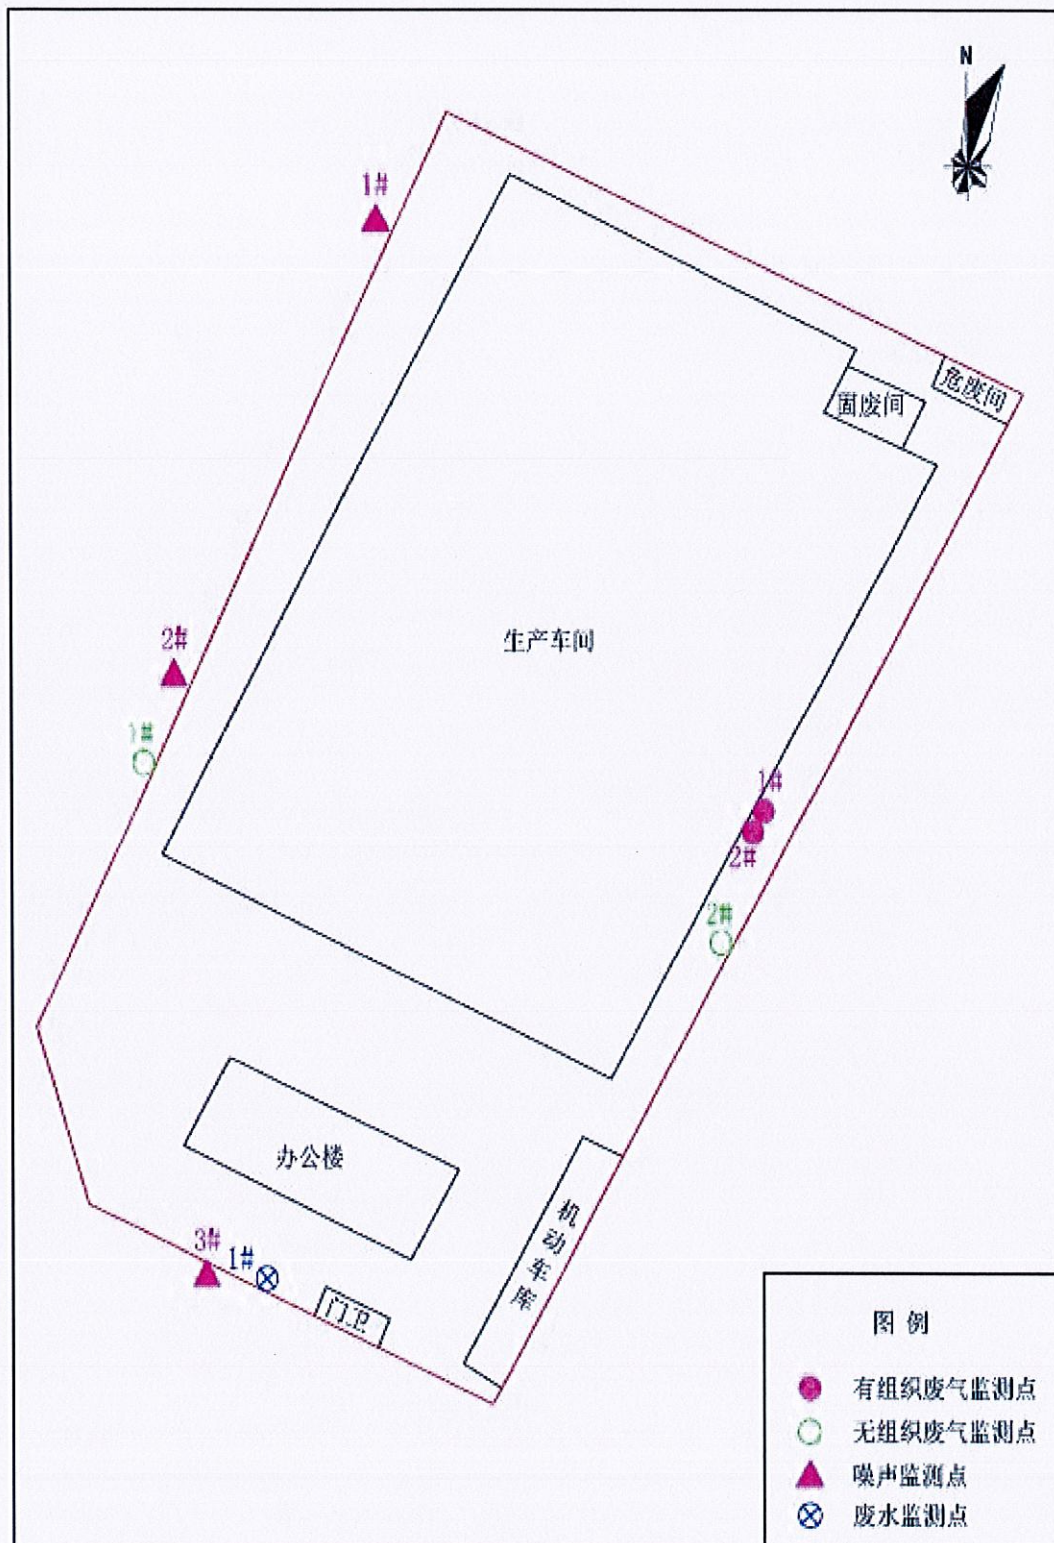 N
1#
危废间
固废间
生产车间
2#
1#
1#
2#
2#
办公楼
机动车库
3#
1#
门卫
图例
有组织废气监测点
无组织废气监测点
噪声监测点
废水监测点